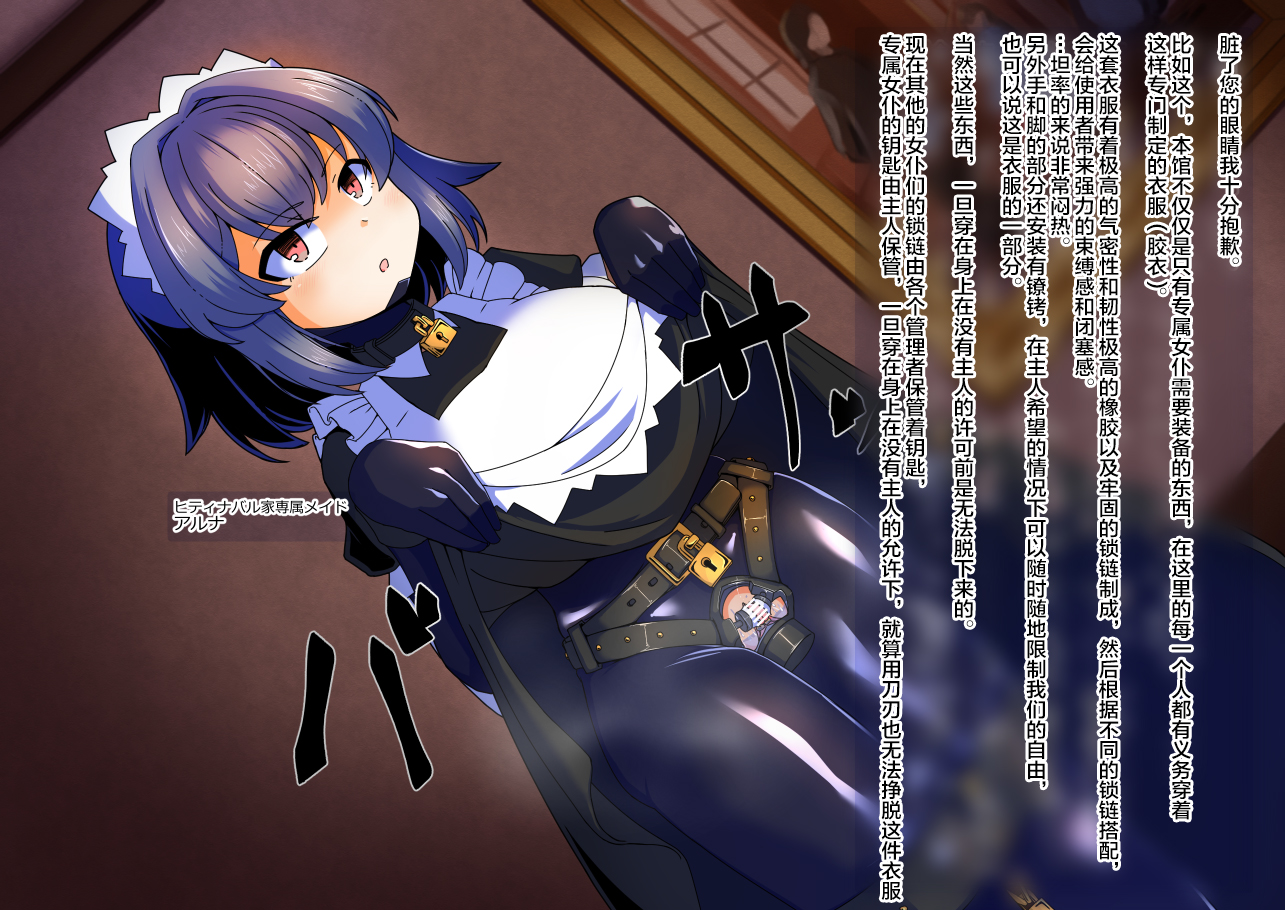 脏了您的眼睛我十分抱歉。
比如这个，本馆不仅仅是只有专属女仆需要装备的东西，在这里的每一个人都有义务穿着
这样专门制定的衣服（胶衣）。
这套衣服有着极高的气密性和韧性极高的橡胶以及牢固的锁链制成，然后根据不同的锁链搭配，
会给使用者带来强力的束缚感和闭塞感。
…坦率的来说非常闷热。
另外手和脚的部分还安装有镣铐，在主人希望的情况下可以随时随地限制我们的自由，
也可以说这是衣服的一部分。
当然这些东西，一旦穿在身上在没有主人的许可前是无法脱下来的。
现在其他的女仆们的锁链由各个管理者保管着钥匙，
专属女仆的钥匙由主人保管，一旦穿在身上在没有主人的允许下，就算用刀刃也无法挣脱这件衣服
サッ
バッ
ヒティナバル家専属メイド
アルナ